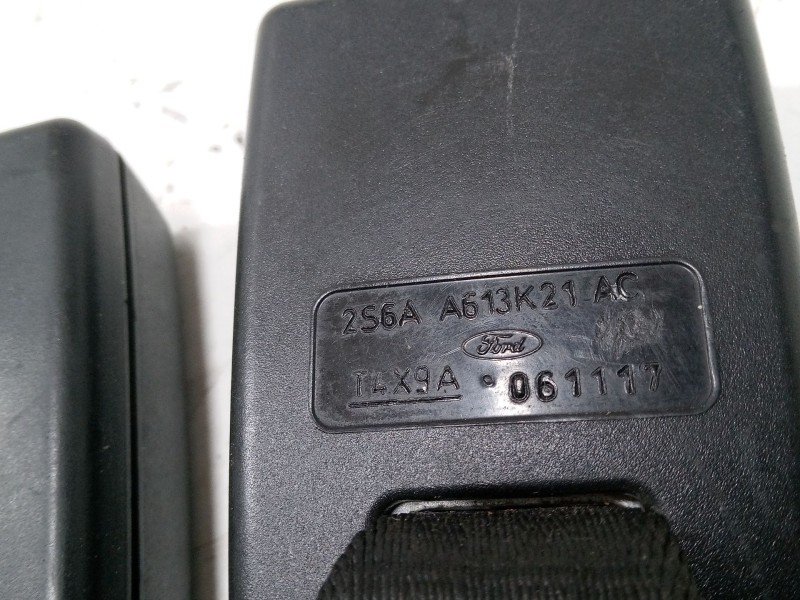 2S6A A613K21 AC
Ford
T4X9A • 061117